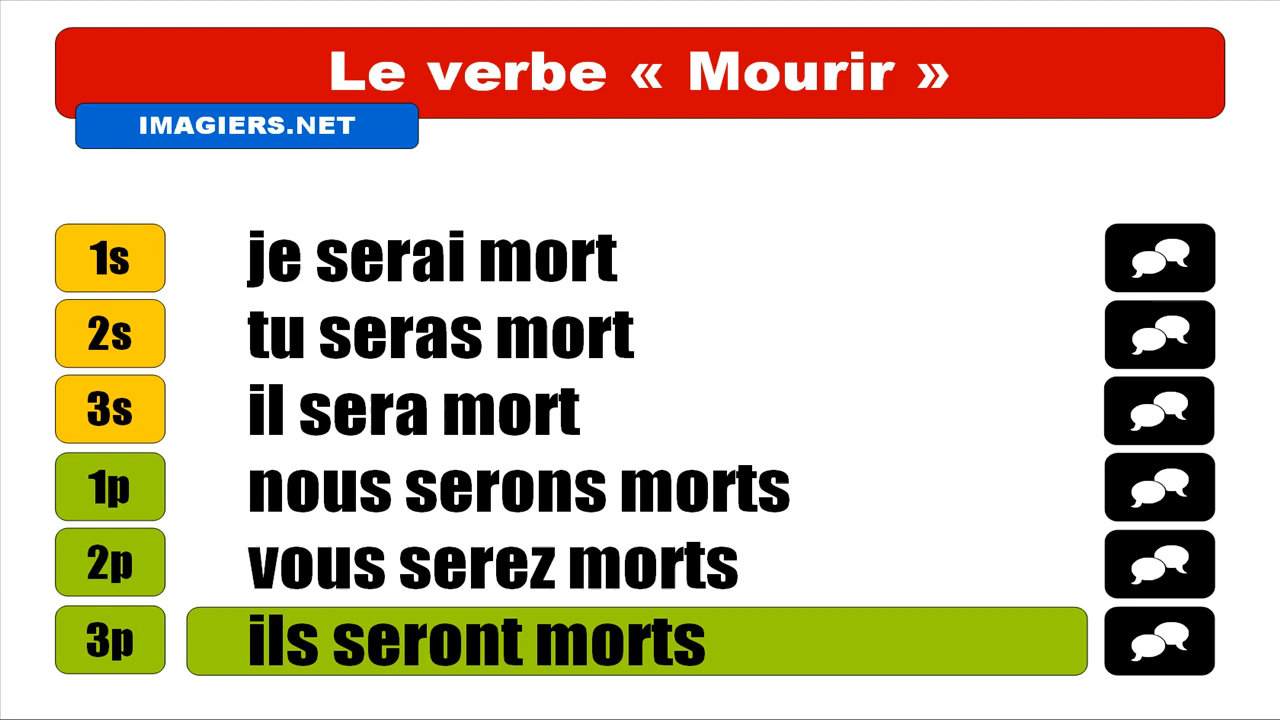 Le verbe « Mourir »
IMAGIERS.NET
1s je serai mort
2s tu seras mort
3s il sera mort
1p nous serons morts
2p vous serez morts
3p ils seront morts